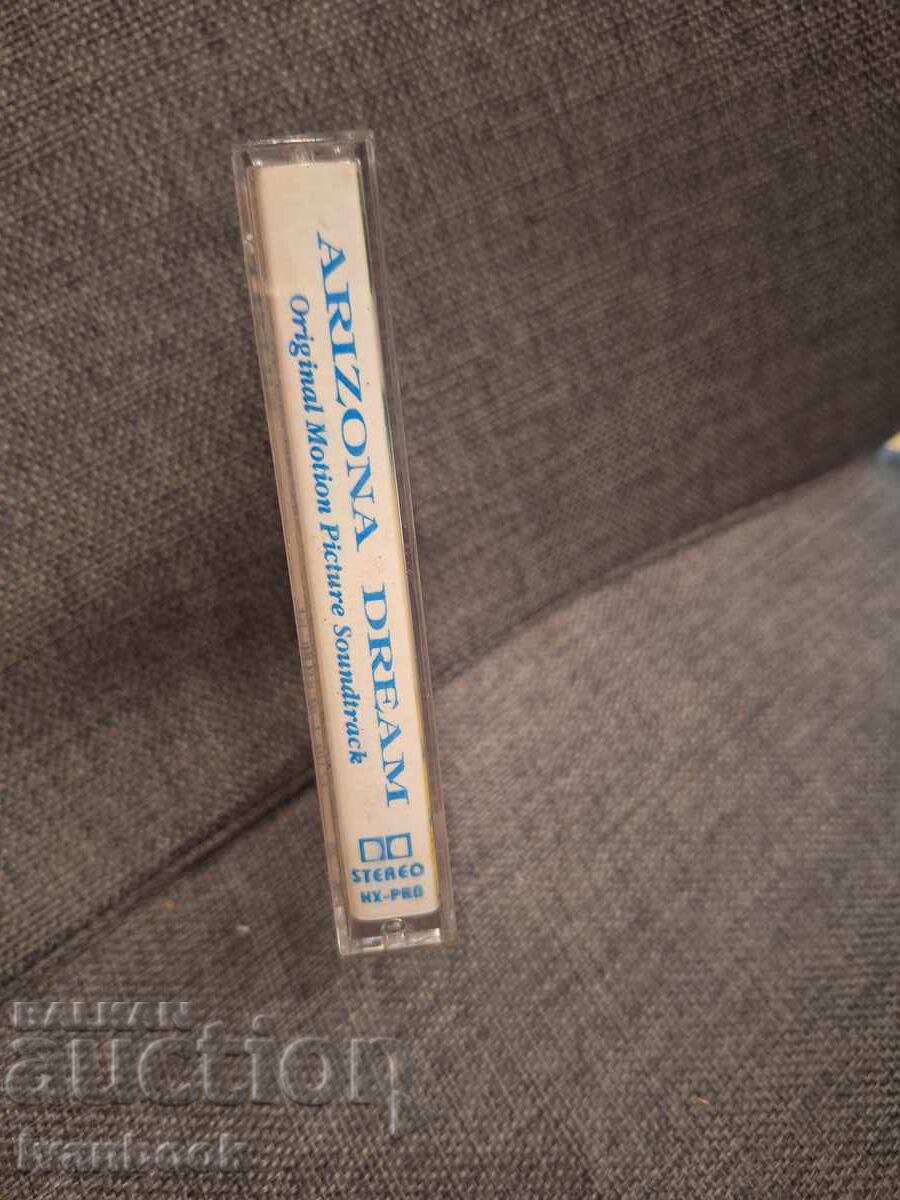 ARIZONA DREAM
Original Motion Picture Soundtrack
STEREO
HX-PRO
BALKAN
auction
Ivanbook